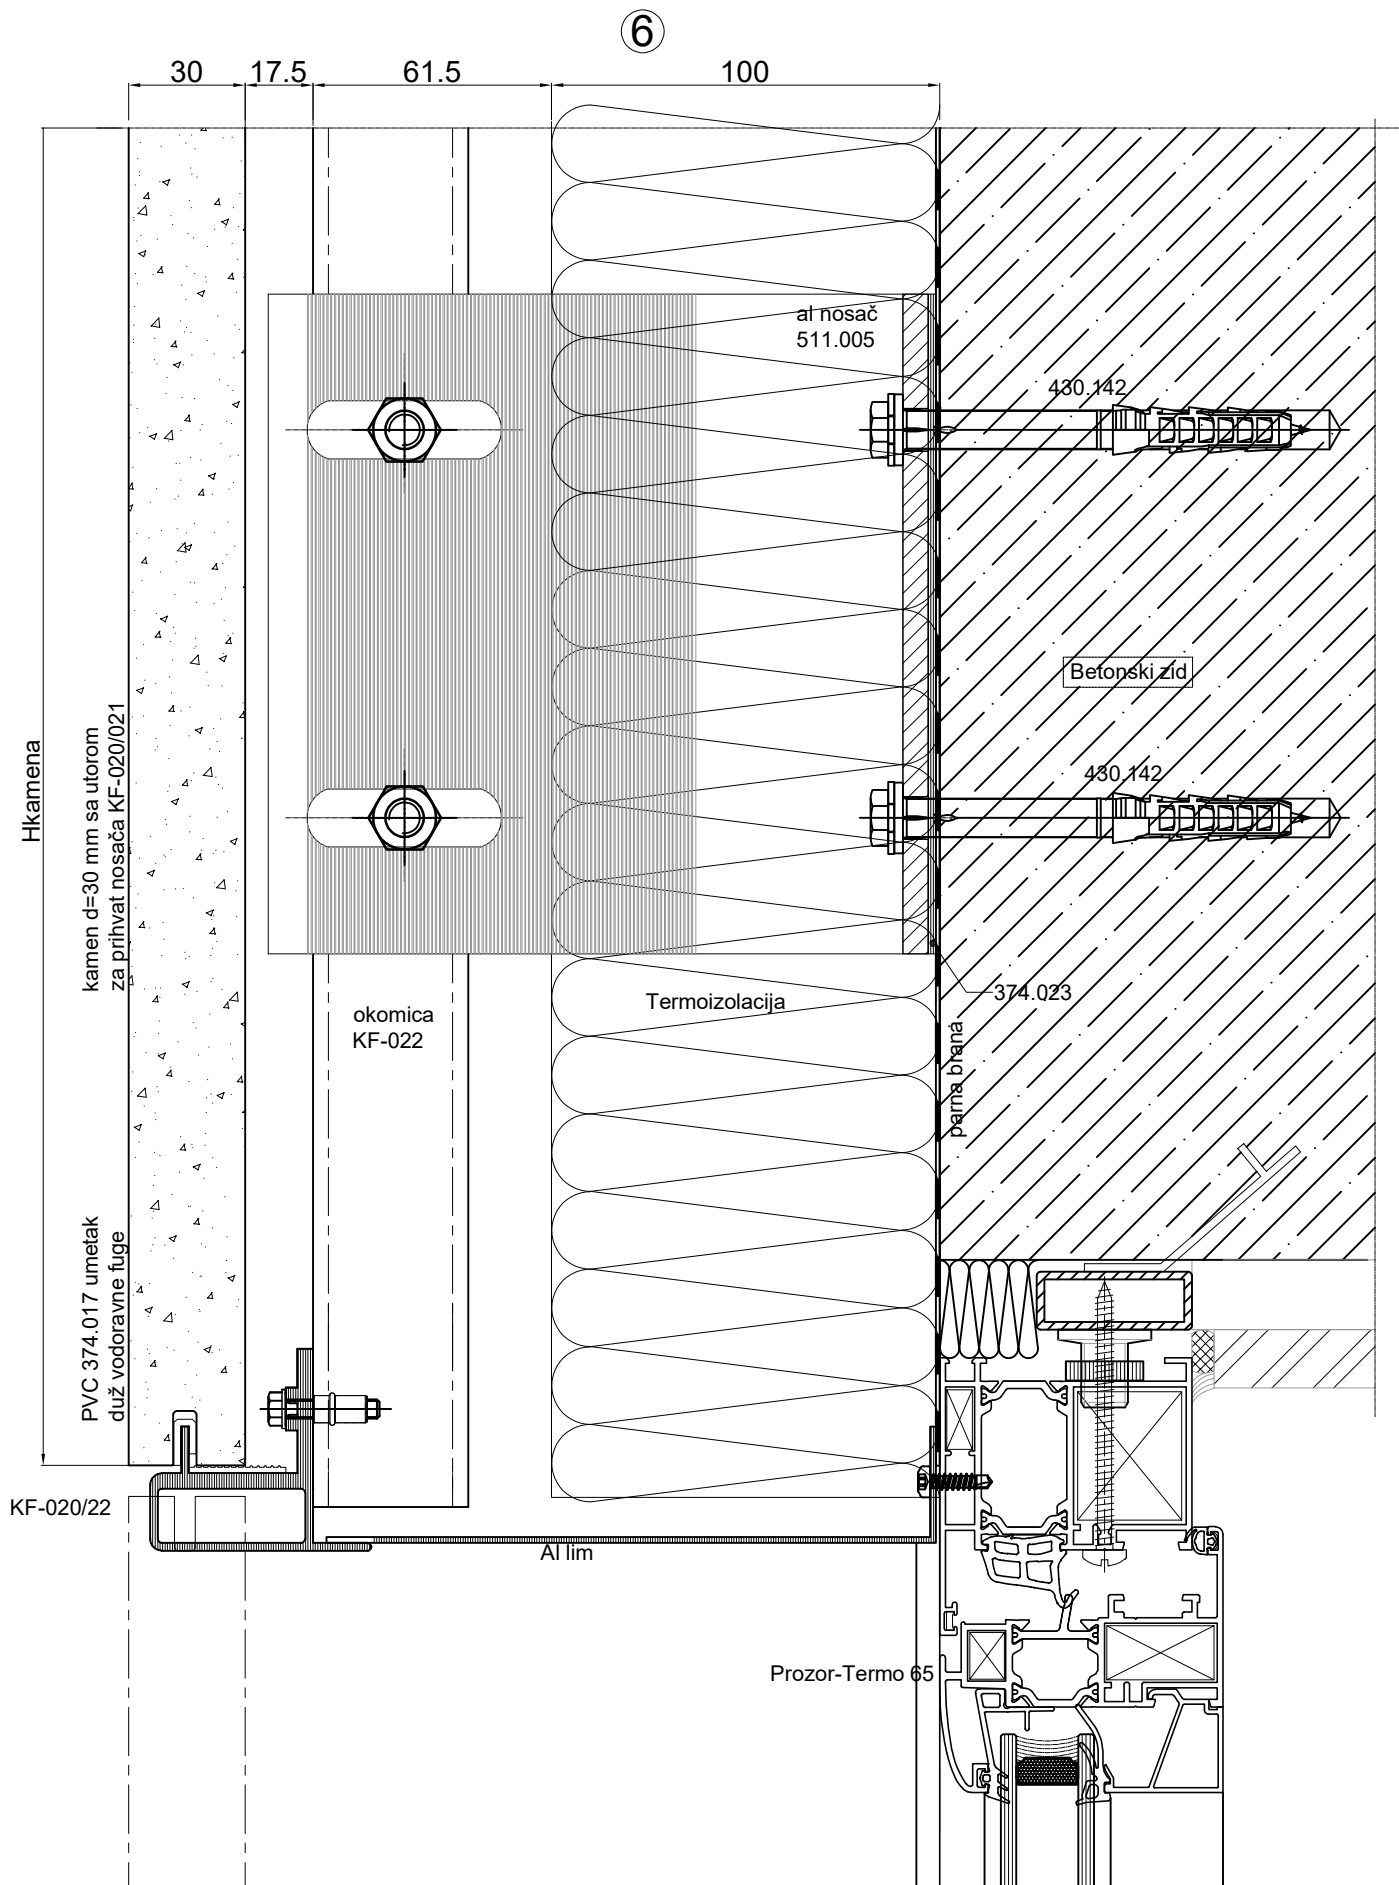 6
30
17.5
61.5
100
al nosač
511.005
430.142
Betonski zid
Hkamena
kamen d=30 mm sa utorom
za prihvat nosača KF-020/021
430.142
374.023
Termoizolacija
okomica
KF-022
parna brana
PVC 374.017 umetak
duž vodoravne fuge
KF-020/22
Al lim
Prozor-Termo 65